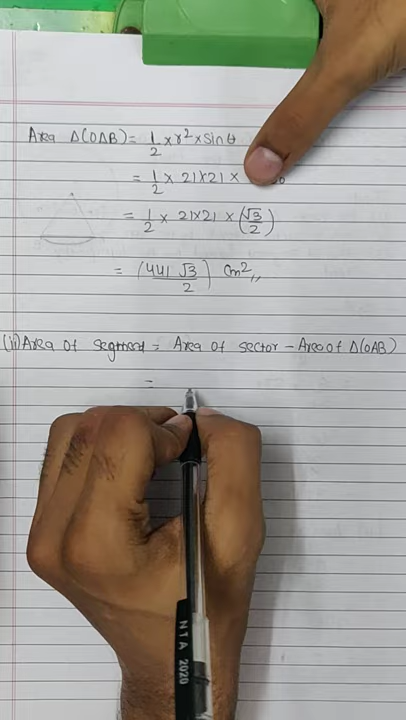 Area Δ(OAB) = 1/2 × r² × sin θ
= 1/2 × 21×21 ×
= 1/2 × 21×21 × (√3/2)
= (441 √3/2) cm²,,
(ii) Area of segment = Area of sector - Area of Δ(OAB)
=
NTA 2020